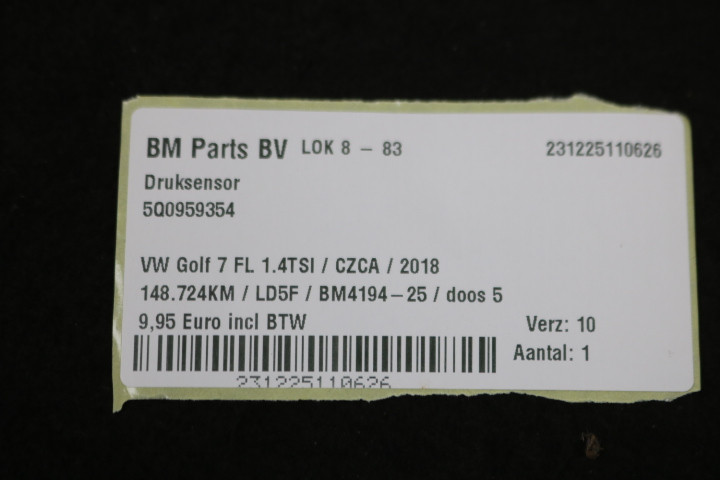 BM Parts BV LOK 8 - 83 231225110626
Druksensor
5Q0959354
VW Golf 7 FL 1.4TSI / CZCA / 2018
148.724KM / LD5F / BM4194-25 / doos 5
9,95 Euro incl BTW Verz: 10
Aantal: 1
231225110626